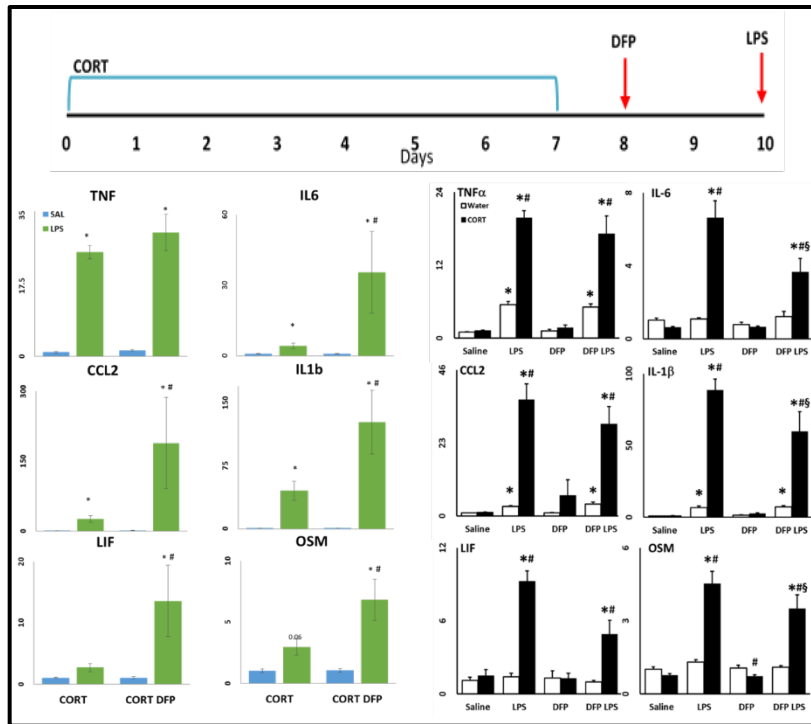 DFP LPS
CORT
0 1 2 3 4 5 6 7 8 9 10
Days
TNF
SAL
LPS
35
17.5
0
*
*
IL6
60
30
0
*
* #
CCL2
300
150
0
*
* #
IL1b
150
75
0
*
* #
LIF
20
10
0
* #
CORT CORT DFP
OSM
10
5
0
0.06
* #
CORT CORT DFP
TNFα
Water
CORT
24
12
0
*
*#
*
*#
Saline LPS DFP DFP LPS
IL-6
8
4
0
*#
*#§
Saline LPS DFP DFP LPS
CCL2
46
23
0
*
*#
*
*#
Saline LPS DFP DFP LPS
IL-1β
100
50
0
*
*#
*
*#§
Saline LPS DFP DFP LPS
LIF
12
6
0
*#
*#
Saline LPS DFP DFP LPS
OSM
6
3
0
*#
#
*#§
Saline LPS DFP DFP LPS